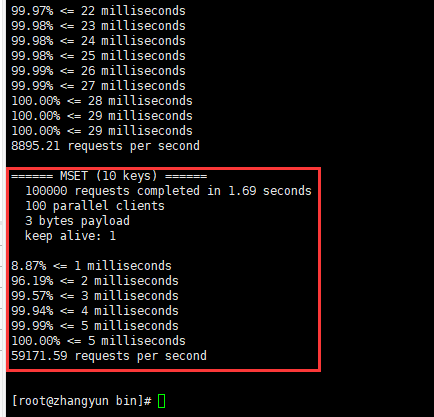 99.97% <= 22 milliseconds
99.98% <= 23 milliseconds
99.98% <= 24 milliseconds
99.98% <= 25 milliseconds
99.99% <= 26 milliseconds
99.99% <= 27 milliseconds
100.00% <= 28 milliseconds
100.00% <= 29 milliseconds
100.00% <= 29 milliseconds
8895.21 requests per second
====== MSET (10 keys) ======
100000 requests completed in 1.69 seconds
100 parallel clients
3 bytes payload
keep alive: 1
8.87% <= 1 milliseconds
96.19% <= 2 milliseconds
99.57% <= 3 milliseconds
99.94% <= 4 milliseconds
99.99% <= 5 milliseconds
100.00% <= 5 milliseconds
59171.59 requests per second
[root@zhangyun bin]#